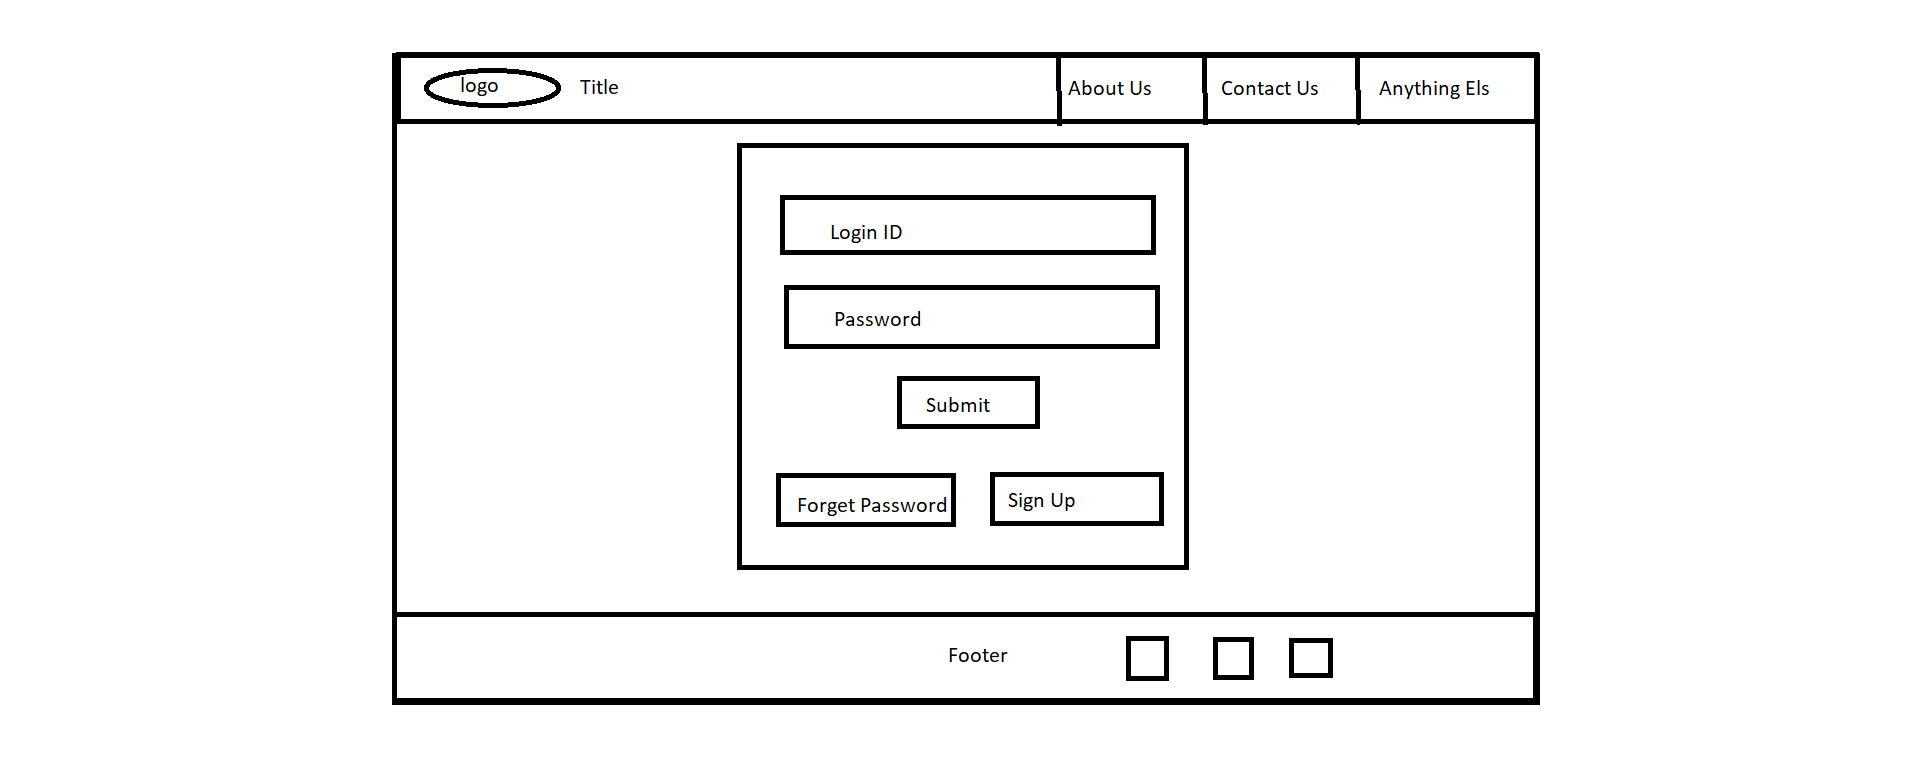 logo
Title
About Us
Contact Us
Anything Els
Login ID
Password
Submit
Forget Password
Sign Up
Footer